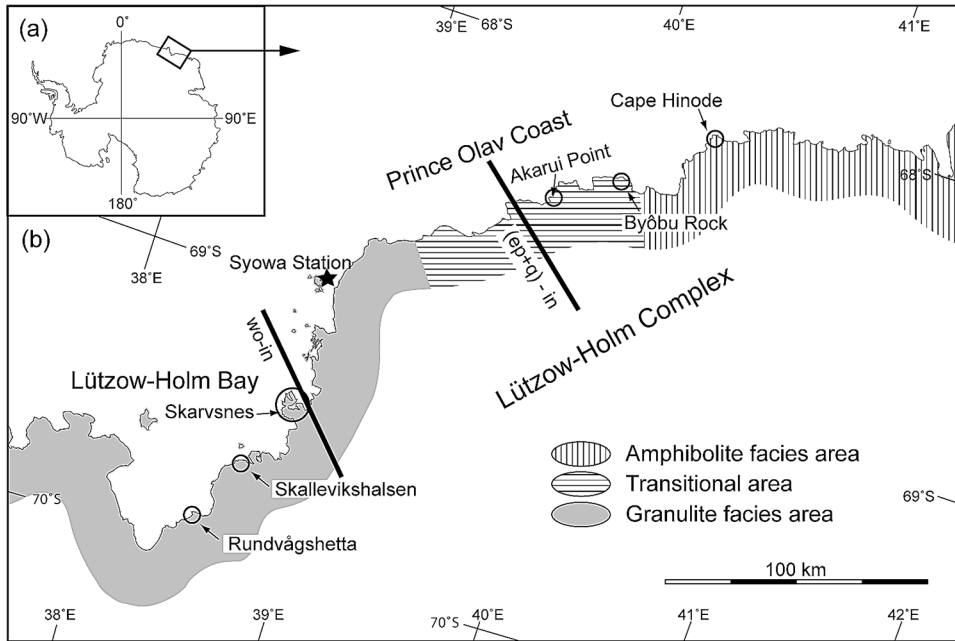 (a)
0˚
90˚W
90˚E
180˚
39˚E
68˚S
40˚E
41˚E
Cape Hinode
Prince Olav Coast
Akarui Point
68˚S
Byôbu Rock
(ep+q) - in
(b)
38˚E
69˚S
Syowa Station
wo-in
Lützow-Holm Complex
Lützow-Holm Bay
Skarvsnes
Amphibolite facies area
Transitional area
Granulite facies area
70˚S
Skallevikshalsen
69˚S
Rundvågshetta
100 km
38˚E
39˚E
40˚E
70˚S
41˚E
42˚E